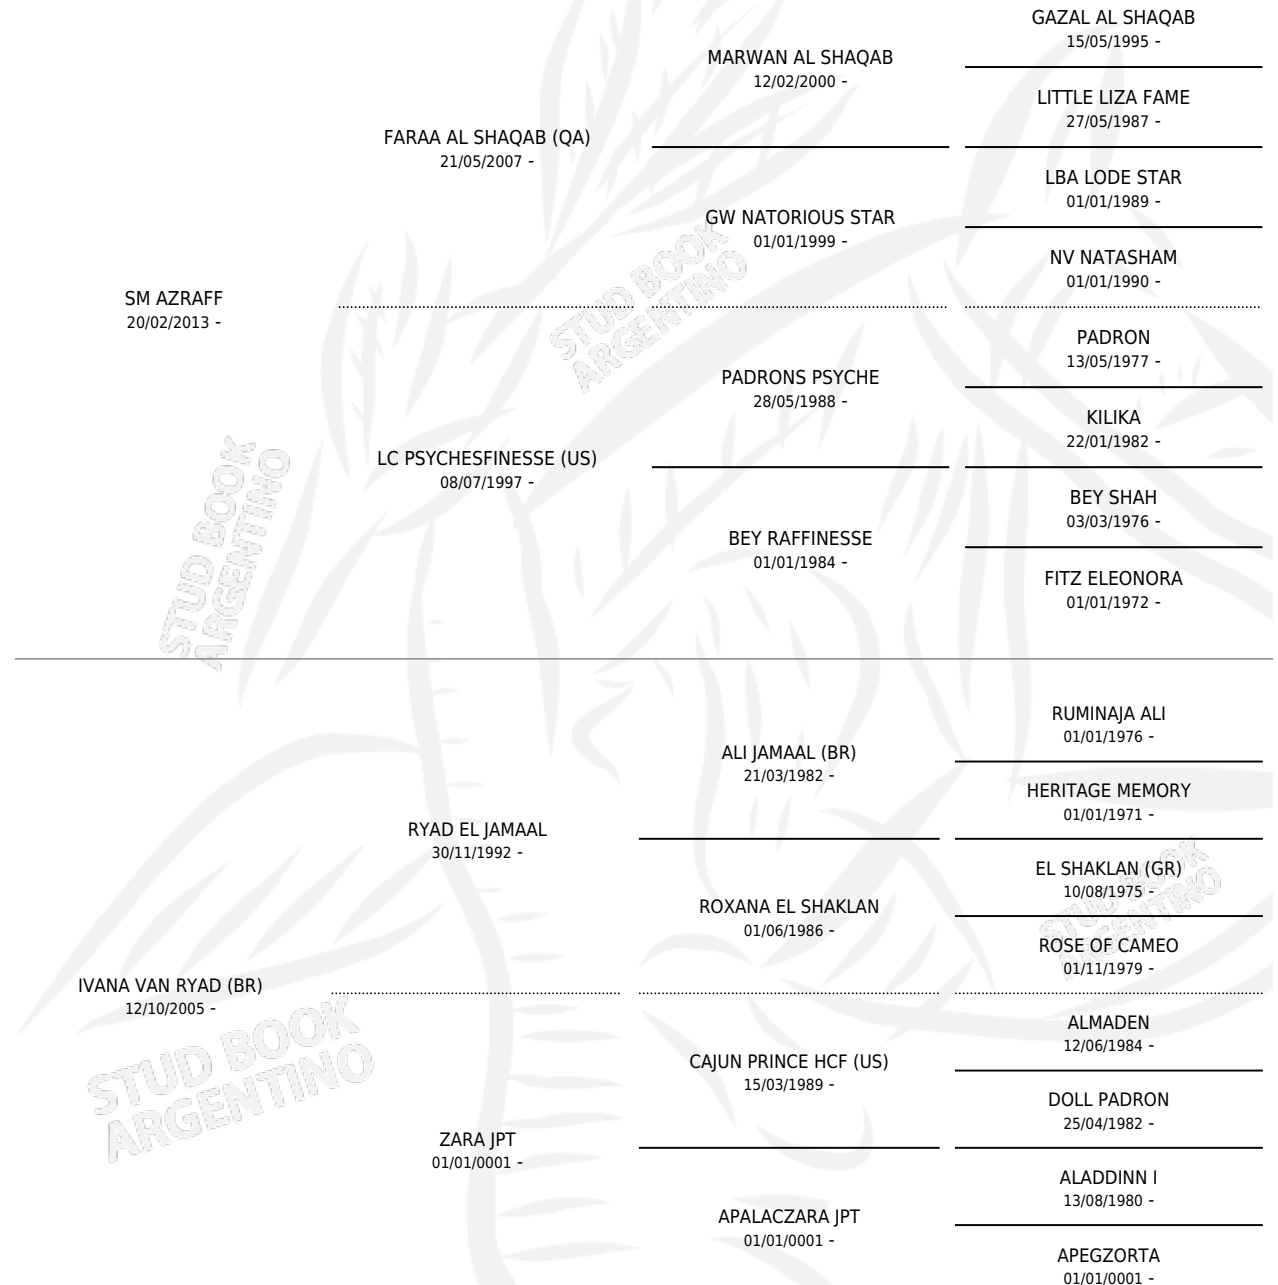 GAZAL AL SHAQAB
15/05/1995 -
MARWAN AL SHAQAB
12/02/2000 -
LITTLE LIZA FAME
27/05/1987 -
FARAA AL SHAQAB (QA)
21/05/2007 -
LBA LODE STAR
01/01/1989 -
GW NATORIOUS STAR
01/01/1999 -
NV NATASHAM
01/01/1990 -
SM AZRAFF
20/02/2013 -
STUD BOOK
ARGENTINO
PADRON
13/05/1977 -
PADRONS PSYCHE
28/05/1988 -
KILIKA
22/01/1982 -
LC PSYCHESFINESSE (US)
08/07/1997 -
BEY SHAH
03/03/1976 -
BEY RAFFINESSE
01/01/1984 -
FITZ ELEONORA
01/01/1972 -
STUD BOOK
ARGENTINO
RUMINAJA ALI
01/01/1976 -
ALI JAMAAL (BR)
21/03/1982 -
HERITAGE MEMORY
01/01/1971 -
RYAD EL JAMAAL
30/11/1992 -
EL SHAKLAN (GR)
10/08/1975 -
ROXANA EL SHAKLAN
01/06/1986 -
ROSE OF CAMEO
01/11/1979 -
STUD BOOK
ARGENTINO
IVANA VAN RYAD (BR)
12/10/2005 -
ALMADEN
12/06/1984 -
CAJUN PRINCE HCF (US)
15/03/1989 -
DOLL PADRON
25/04/1982 -
STUD BOOK
ARGENTINO
ZARA JPT
01/01/0001 -
ALADDINN I
13/08/1980 -
APALACZARA JPT
01/01/0001 -
APEGZORTA
01/01/0001 -